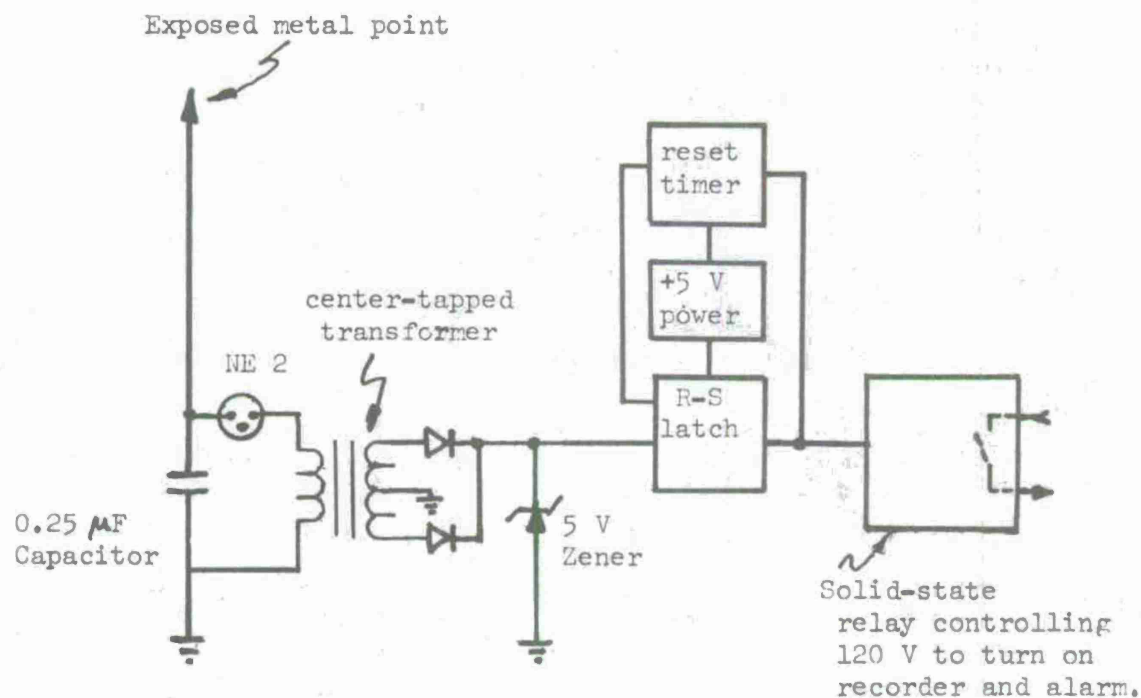 Exposed metal point
reset
timer
+5 V
power
center-tapped
transformer
NE 2
R-S
latch
0.25 μF
Capacitor
5 V
Zener
Solid-state
relay controlling
120 V to turn on
recorder and alarm.